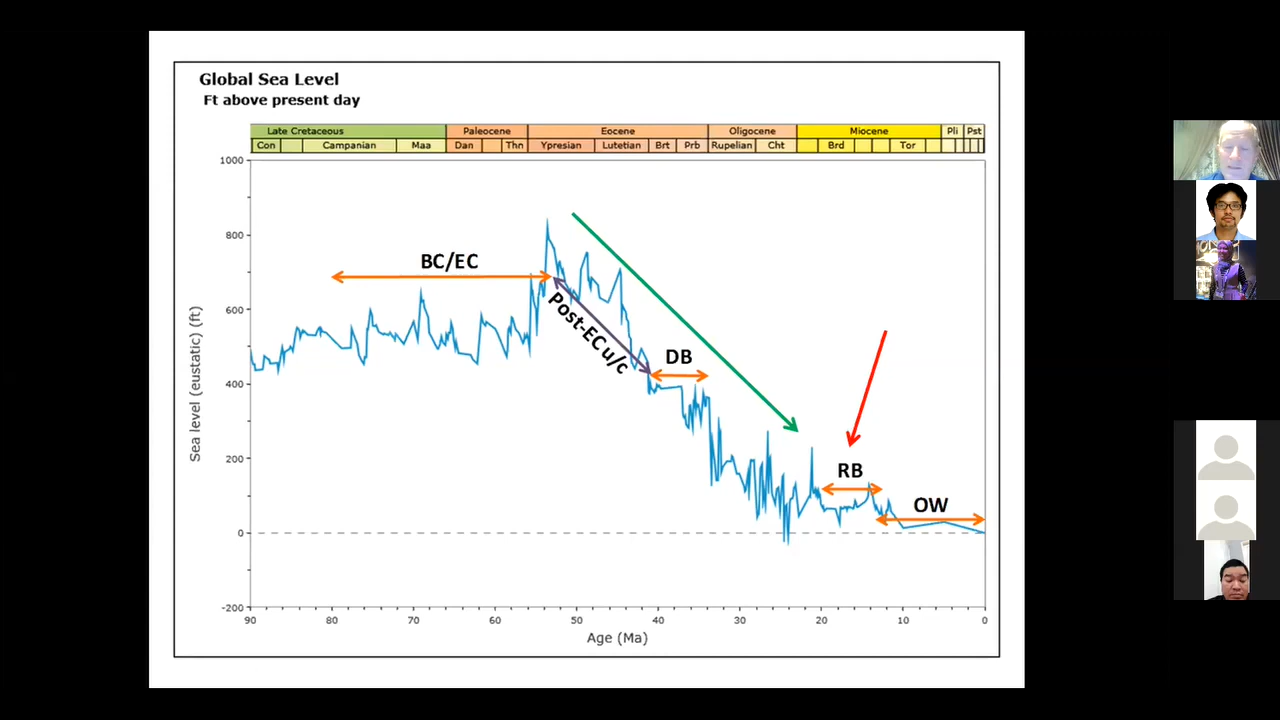 Global Sea Level
Ft above present day
Late Cretaceous Paleocene Eocene Oligocene Miocene Pli Pst
Con Campanian Maa Dan Thn Ypresian Lutetian Brt Prb Rupelian Cht Brd Tor
1000
800
600
400
200
0
-200
Sea level (eustatic) (ft)
BC/EC
Post-EC u/c
DB
RB
OW
90 80 70 60 50 40 30 20 10 0
Age (Ma)